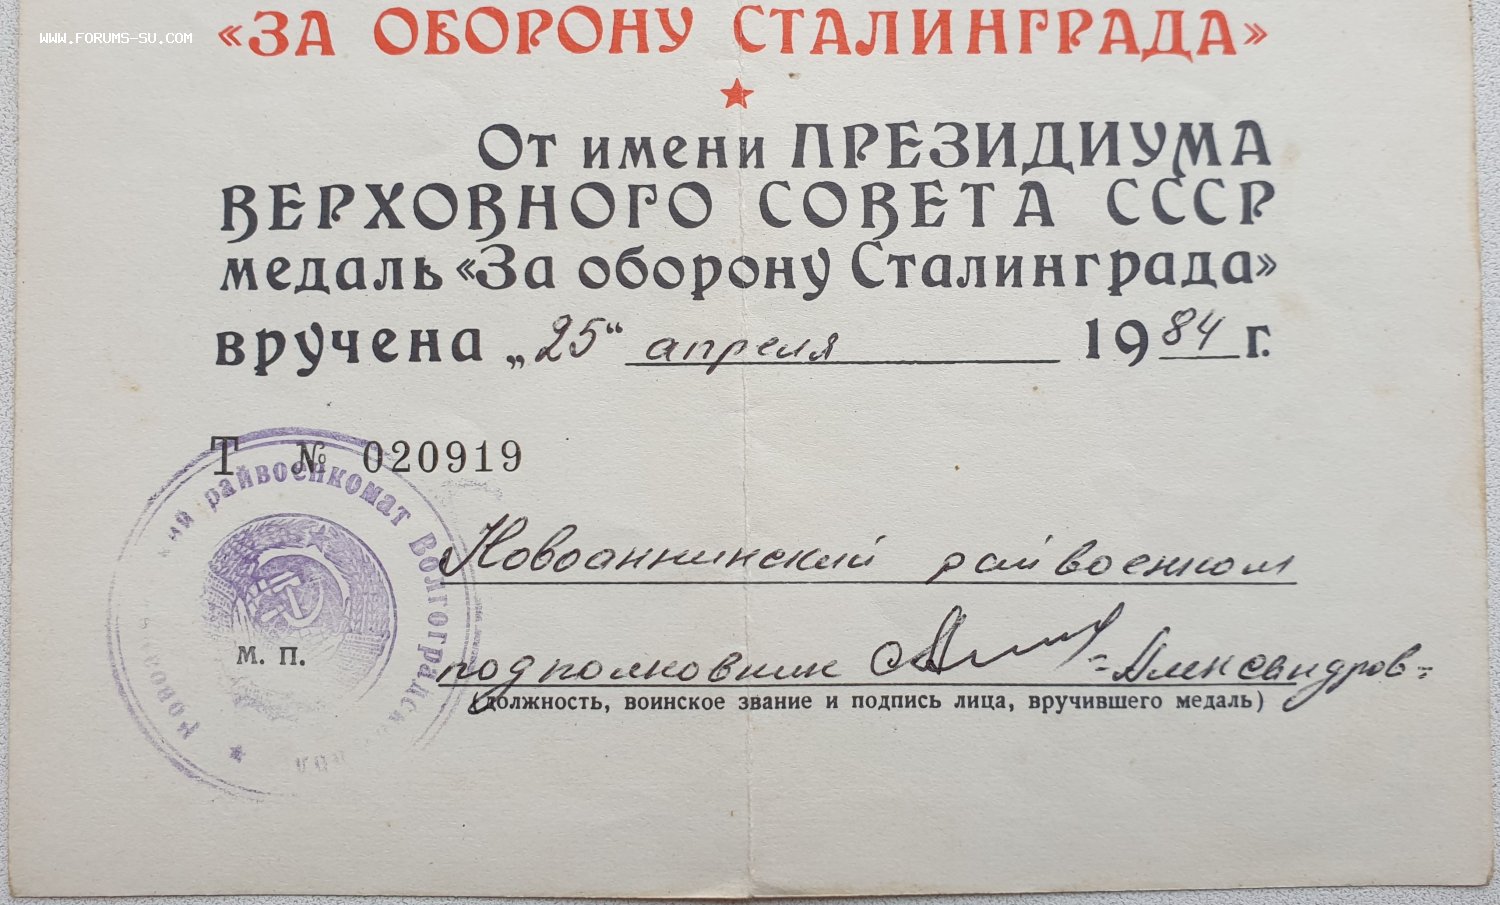 WWW.FORUMS-SU.COM
«ЗА ОБОРОНУ СТАЛИНГРАДА»
От имени ПРЕЗИДИУМА
ВЕРХОВНОГО СОВЕТА СССР
медаль «За оборону Сталинграда»
вручена „25“ апреля 1984 г.
Т № 020919
райвоенкомат Волгоградск
Новоаннинский райвоенком
М. П.
подполковник -Александров-
(должность, воинское звание и подпись лица, вручившего медаль)